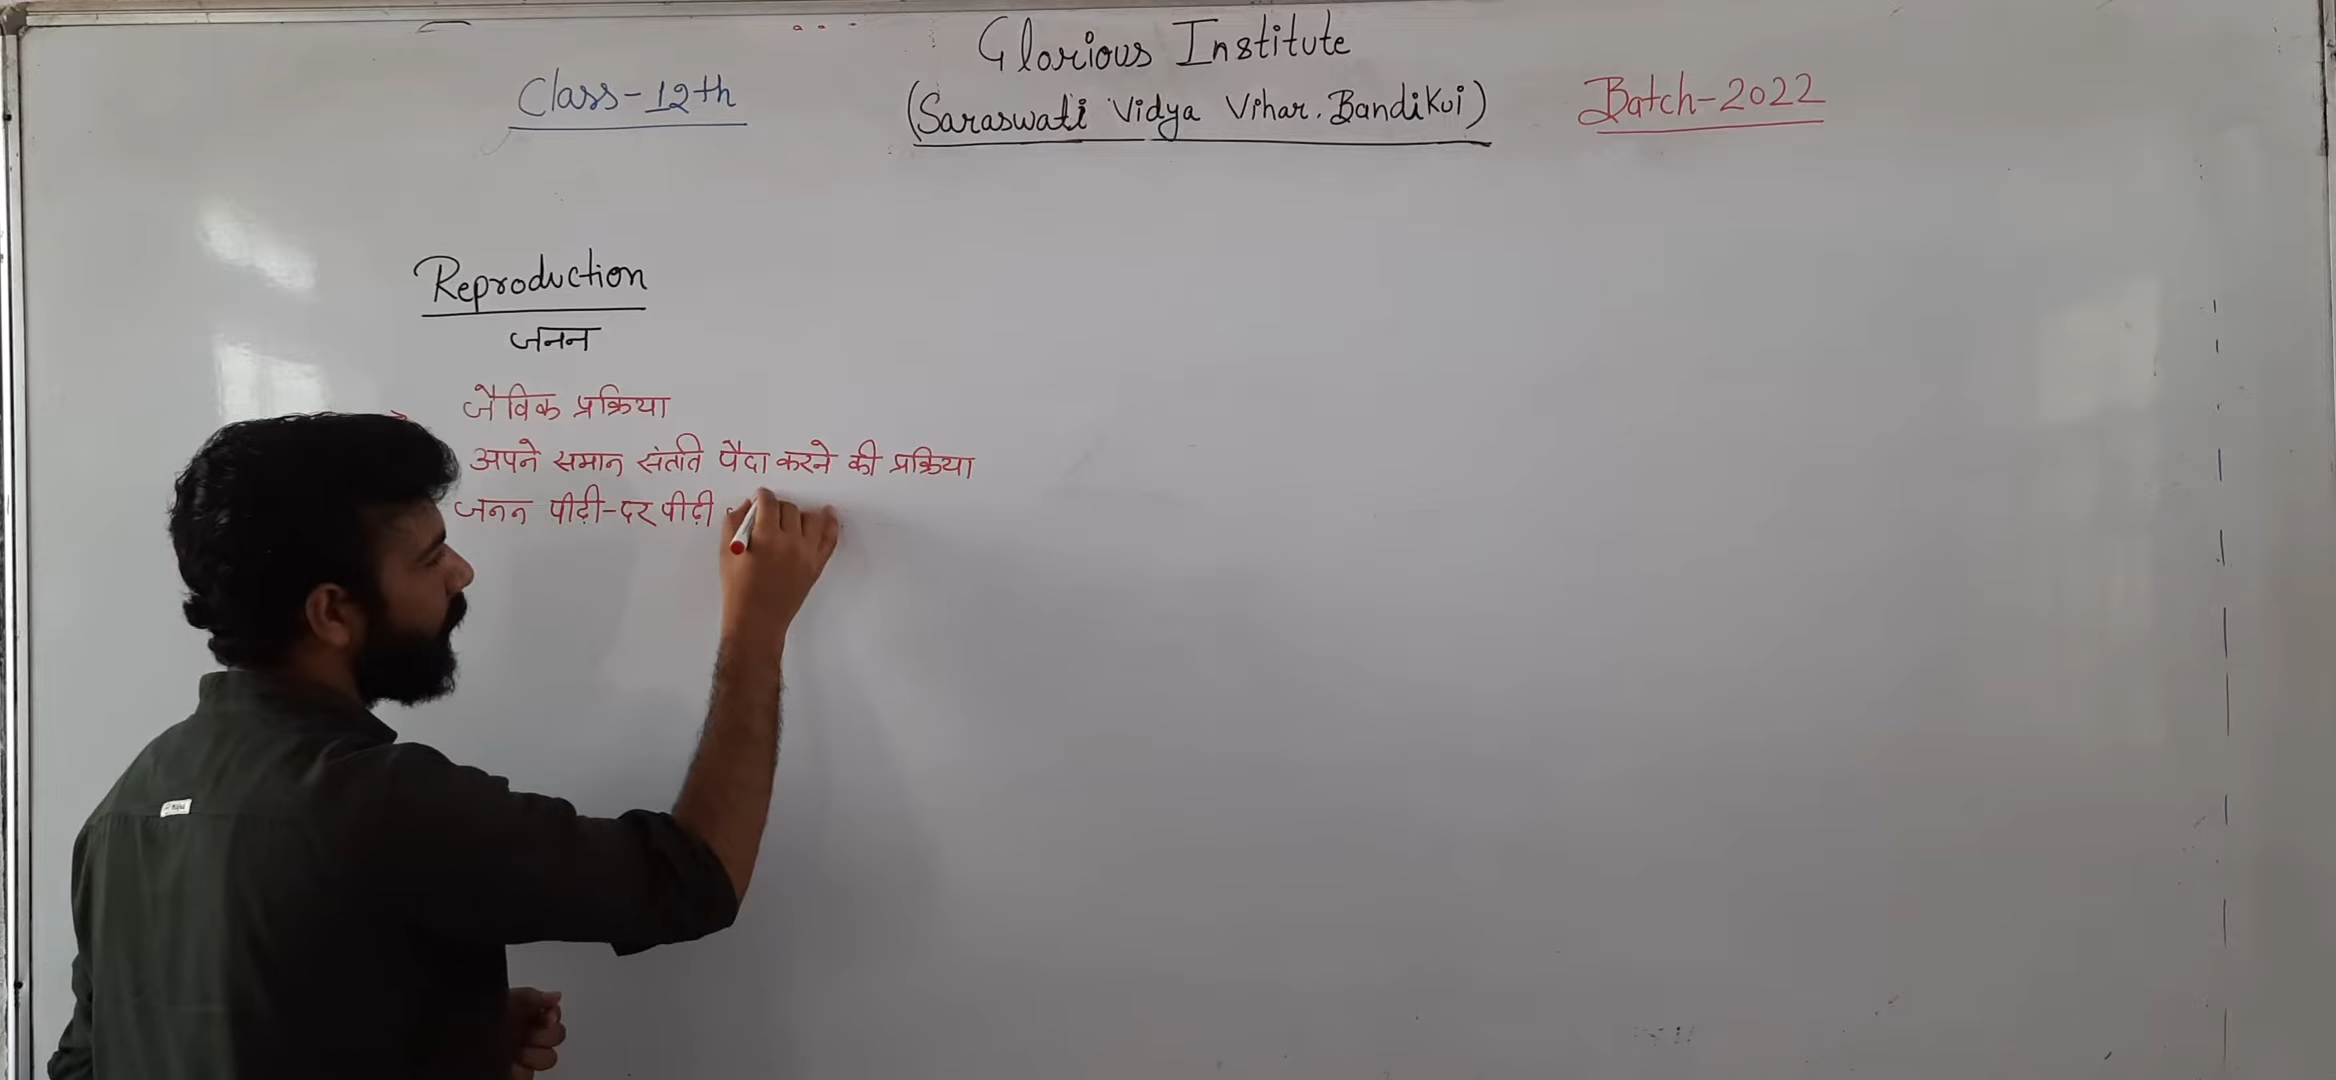 Glorious Institute
Class-12th
(Saraswati Vidya Vihar. Bandikui)
Batch-2022
Reproduction
जनन
जैविक प्रक्रिया
अपने समान संतति पैदा करने की प्रक्रिया
जनन पीढ़ी-दर पीढ़ी